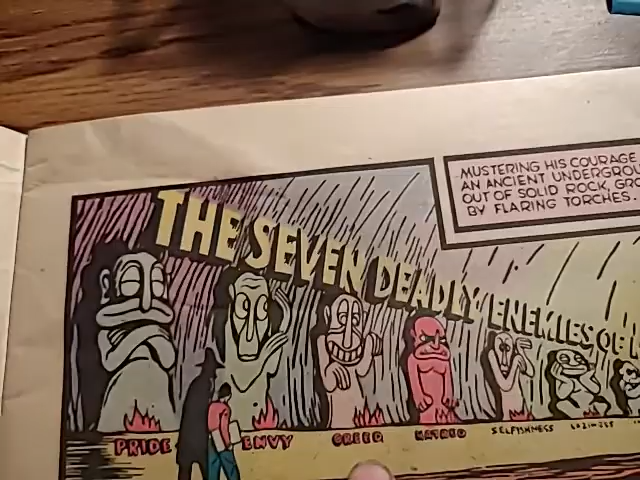 MUSTERING HIS COURAGE
AN ANCIENT UNDERGROU
OUT OF SOLID ROCK, GR
BY FLARING TORCHES.
THE SEVEN DEADLY ENEMIES OF
PRIDE ENVY GREED HATRED SELFISHNESS LAZINESS